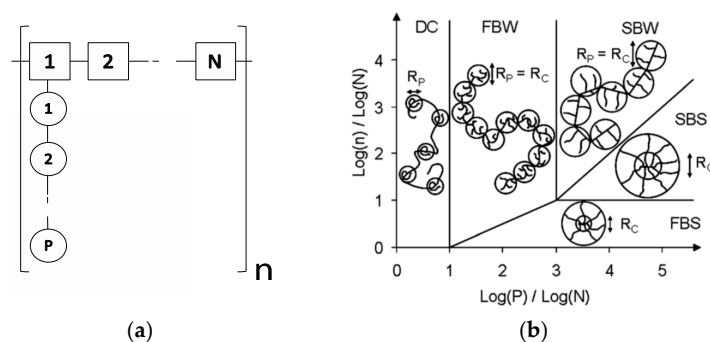 1 2 N
1
2
P
n
(a)
DC FBW SBW
SBS
FBS
R_P
R_P = R_C
R_P = R_C
R_C
R_C
Log(n) / Log(N)
4
3
2
1
0
0 1 2 3 4 5
Log(P) / Log(N)
(b)